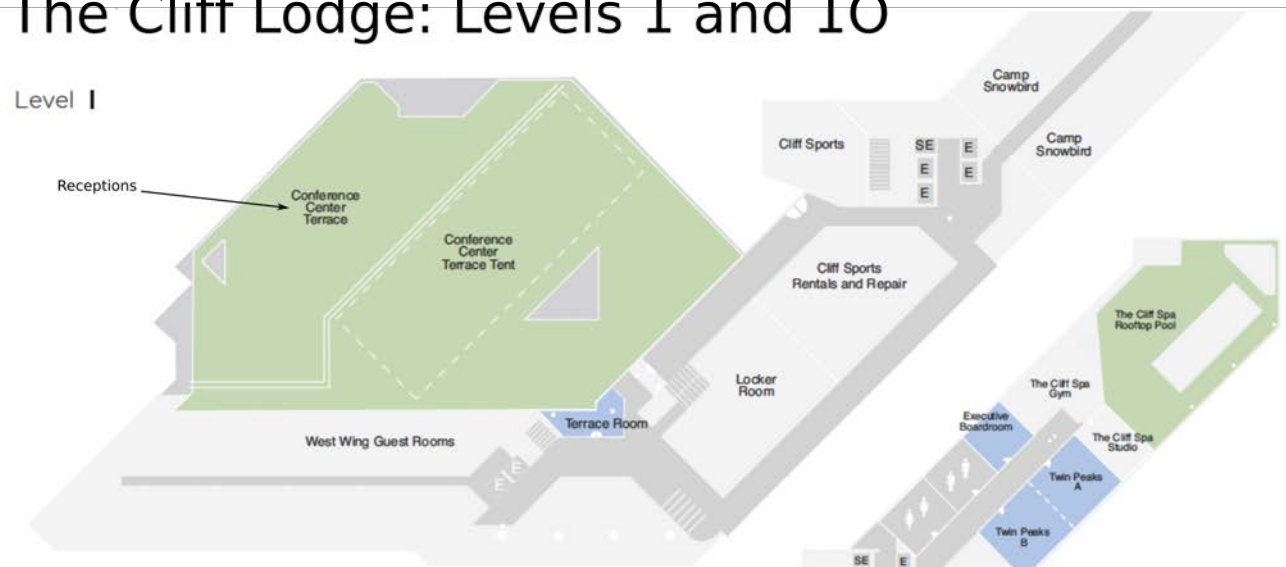 The Cliff Lodge: Levels 1 and 10
Level 1
Receptions
Conference
Center
Terrace
Conference
Center
Terrace Tent
West Wing Guest Rooms
E
E
Terrace Room
Cliff Sports
SE
E
E
E
E
Camp
Snowbird
Camp
Snowbird
Cliff Sports
Rentals and Repair
Locker
Room
The Cliff Spa
Rooftop Pool
The Cliff Spa
Gym
Executive
Boardroom
The Cliff Spa
Studio
Twin Peaks
A
Twin Peaks
B
SE
E